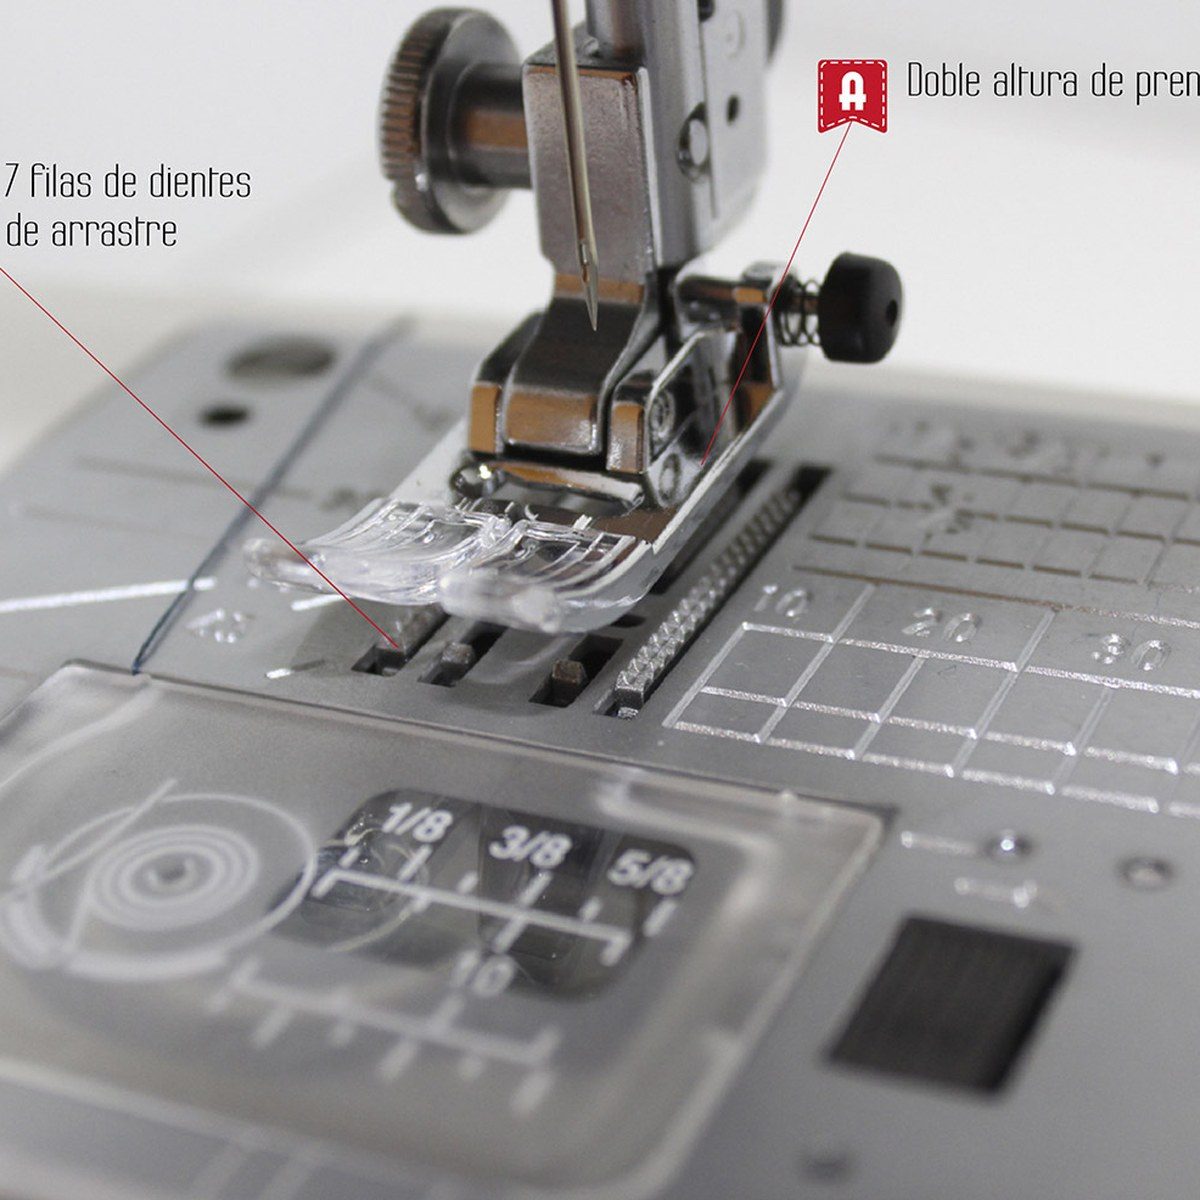 A
Doble altura de pren
7 filas de dientes
de arrastre
10 20 30
1/8 3/8 5/8
10